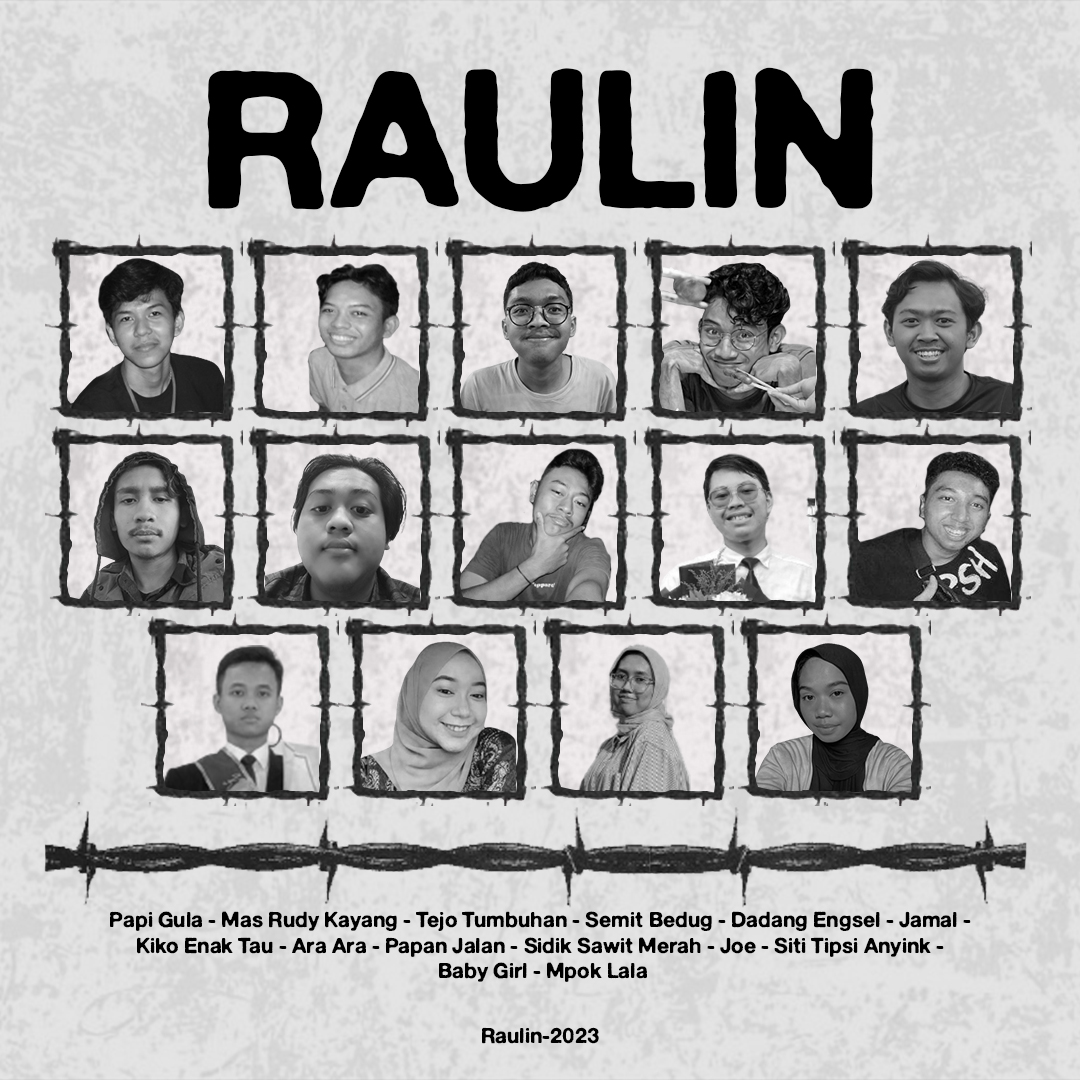 RAULIN
Papi Gula - Mas Rudy Kayang - Tejo Tumbuhan - Semit Bedug - Dadang Engsel - Jamal -
Kiko Enak Tau - Ara Ara - Papan Jalan - Sidik Sawit Merah - Joe - Siti Tipsi Anyink -
Baby Girl - Mpok Lala
Raulin-2023